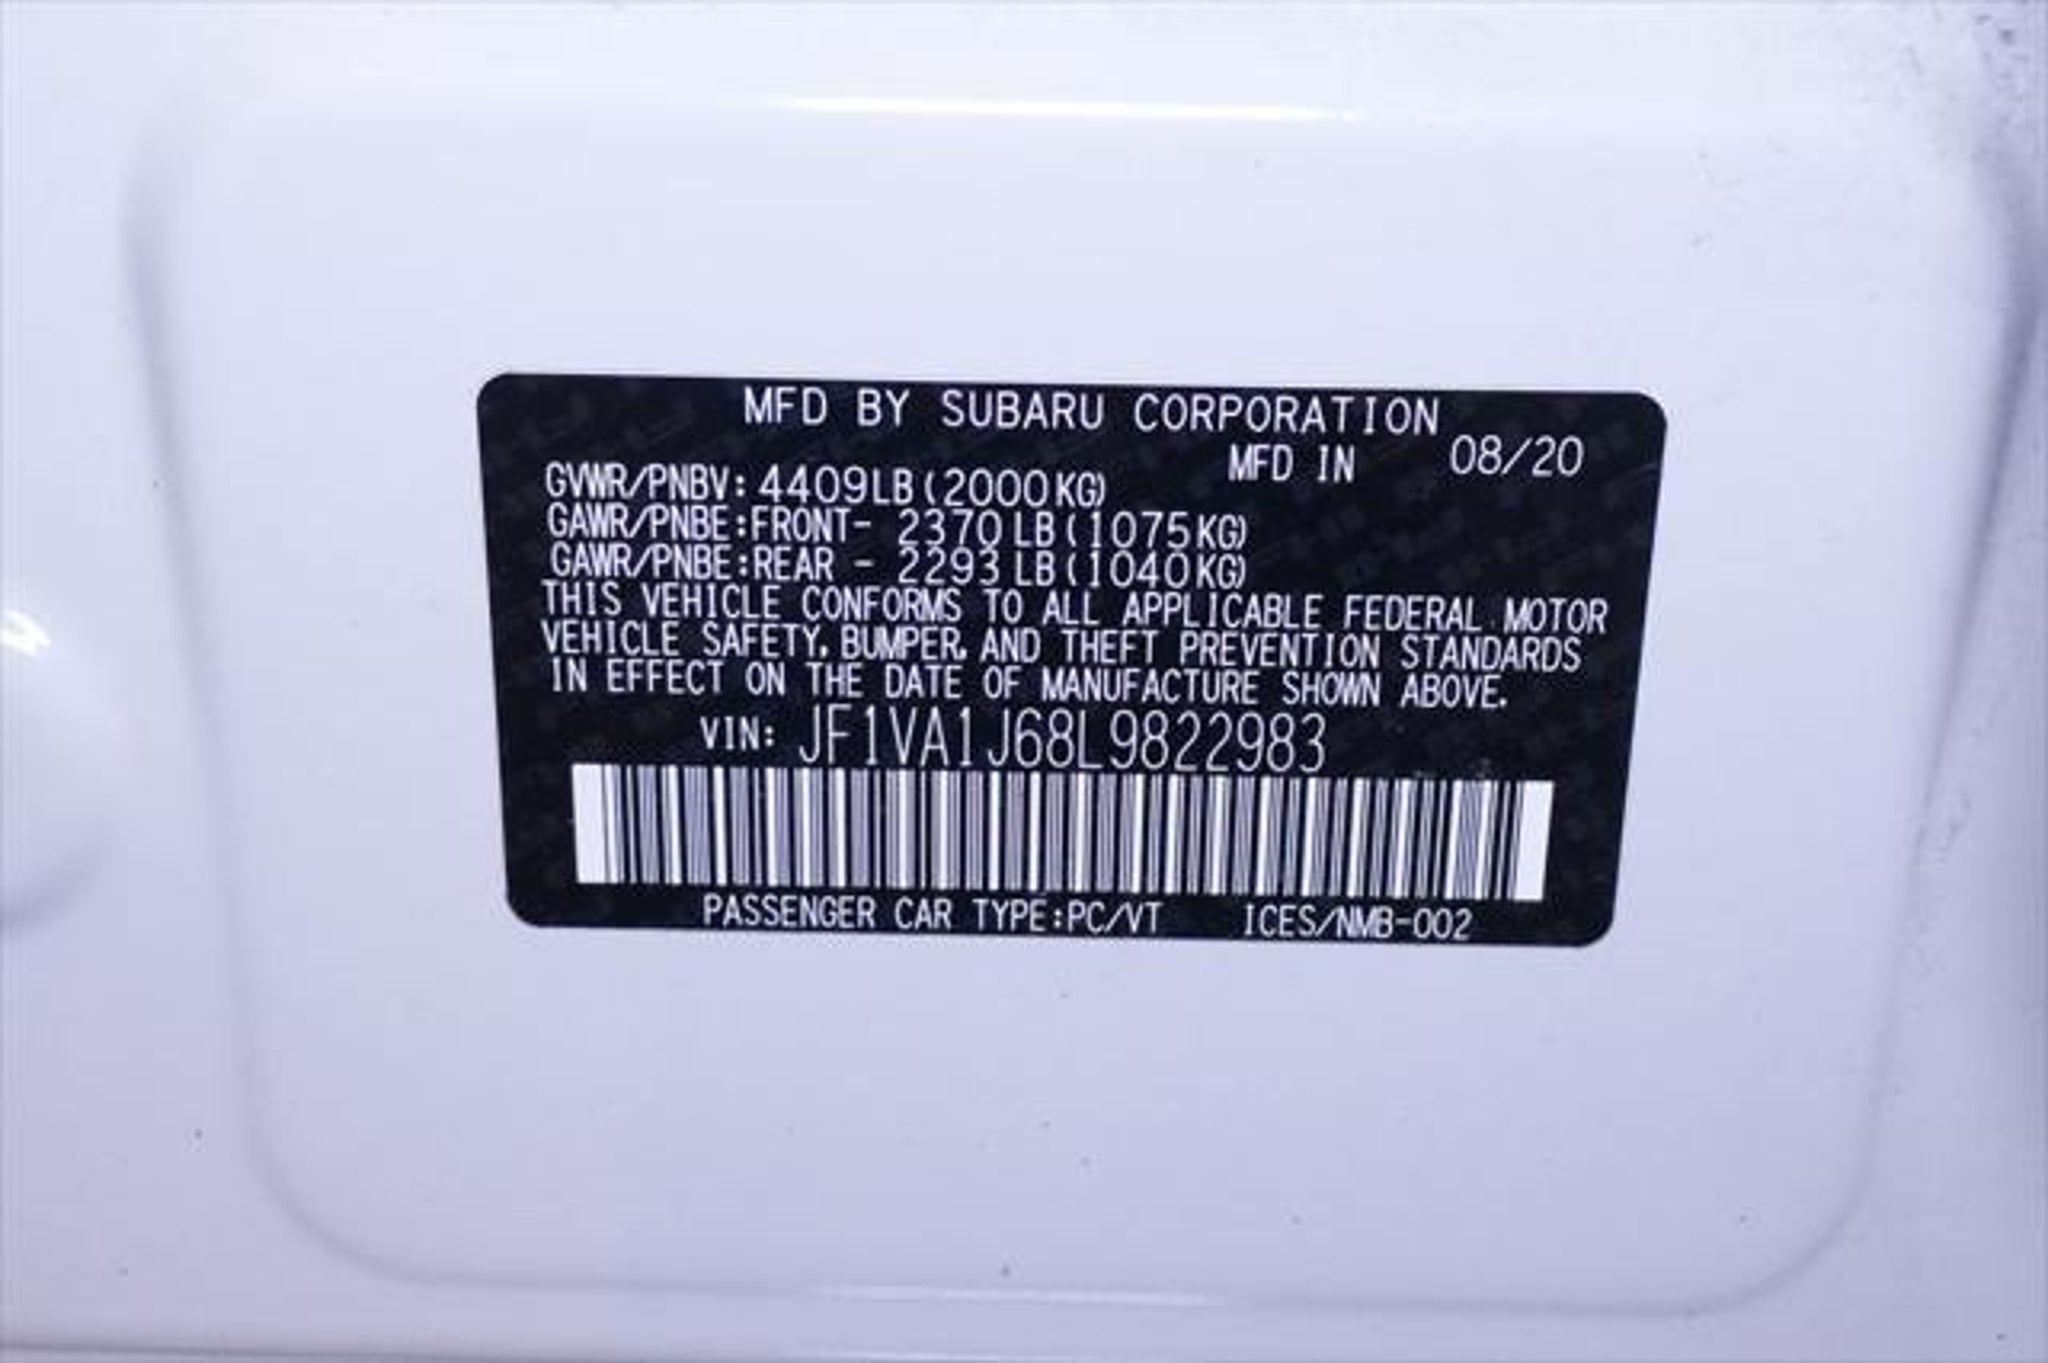 MFD BY SUBARU CORPORATION
MFD IN 08/20
GVWR/PNBV: 4409LB(2000KG)
GAWR/PNBE:FRONT- 2370LB(1075KG)
GAWR/PNBE:REAR - 2293LB(1040KG)
THIS VEHICLE CONFORMS TO ALL APPLICABLE FEDERAL MOTOR
VEHICLE SAFETY, BUMPER, AND THEFT PREVENTION STANDARDS
IN EFFECT ON THE DATE OF MANUFACTURE SHOWN ABOVE.
VIN: JF1VA1J68L9822983
PASSENGER CAR TYPE:PC/VT ICES/NMB-002